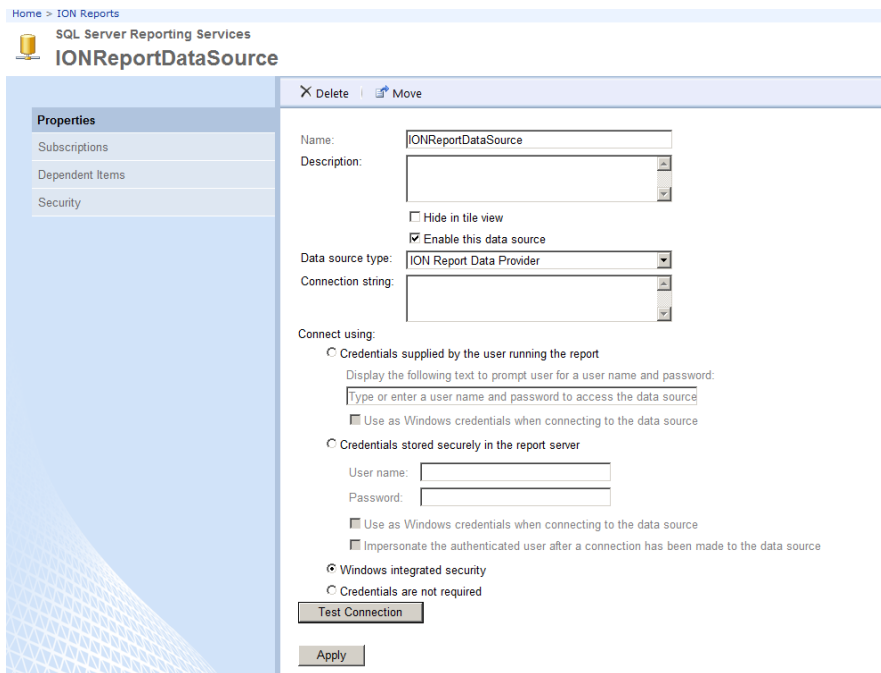 Home > ION Reports
SQL Server Reporting Services
IONReportDataSource
Delete
Move
Properties
Subscriptions
Dependent Items
Security
Name: IONReportDataSource
Description:
Hide in tile view
Enable this data source
Data source type: ION Report Data Provider
Connection string:
Connect using:
Credentials supplied by the user running the report
Display the following text to prompt user for a user name and password:
Type or enter a user name and password to access the data source
Use as Windows credentials when connecting to the data source
Credentials stored securely in the report server
User name:
Password:
Use as Windows credentials when connecting to the data source
Impersonate the authenticated user after a connection has been made to the data source
Windows integrated security
Credentials are not required
Test Connection
Apply